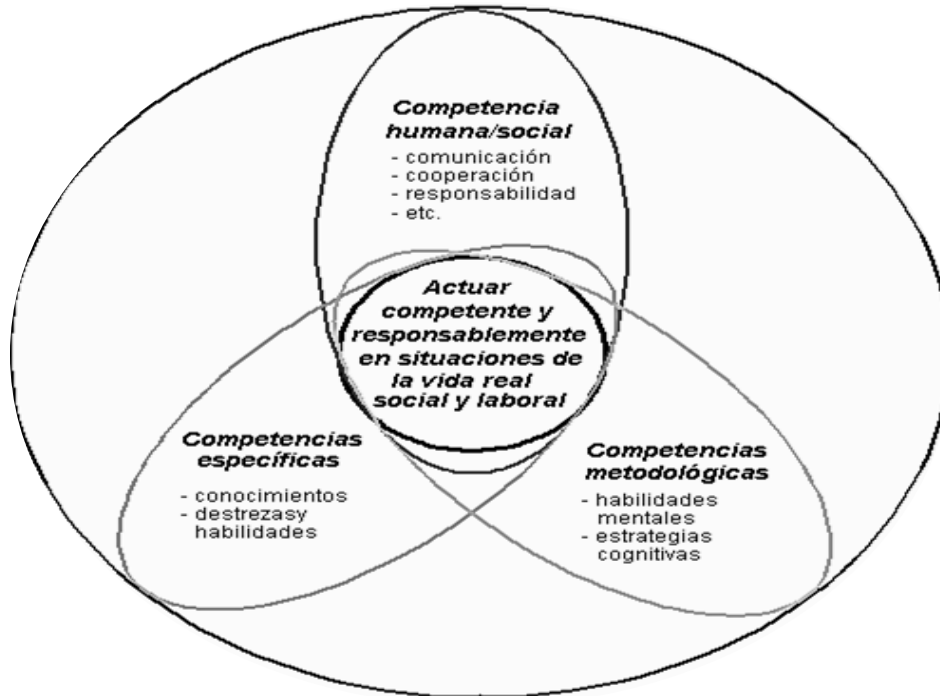 Competencia
humana/social
- comunicación
- cooperación
- responsabilidad
- etc.
Actuar
competente y
responsablemente
en situaciones de
la vida real
social y laboral
Competencias
específicas
- conocimientos
- destrezasy
habilidades
Competencias
metodológicas
- habilidades
mentales
- estrategias
cognitivas